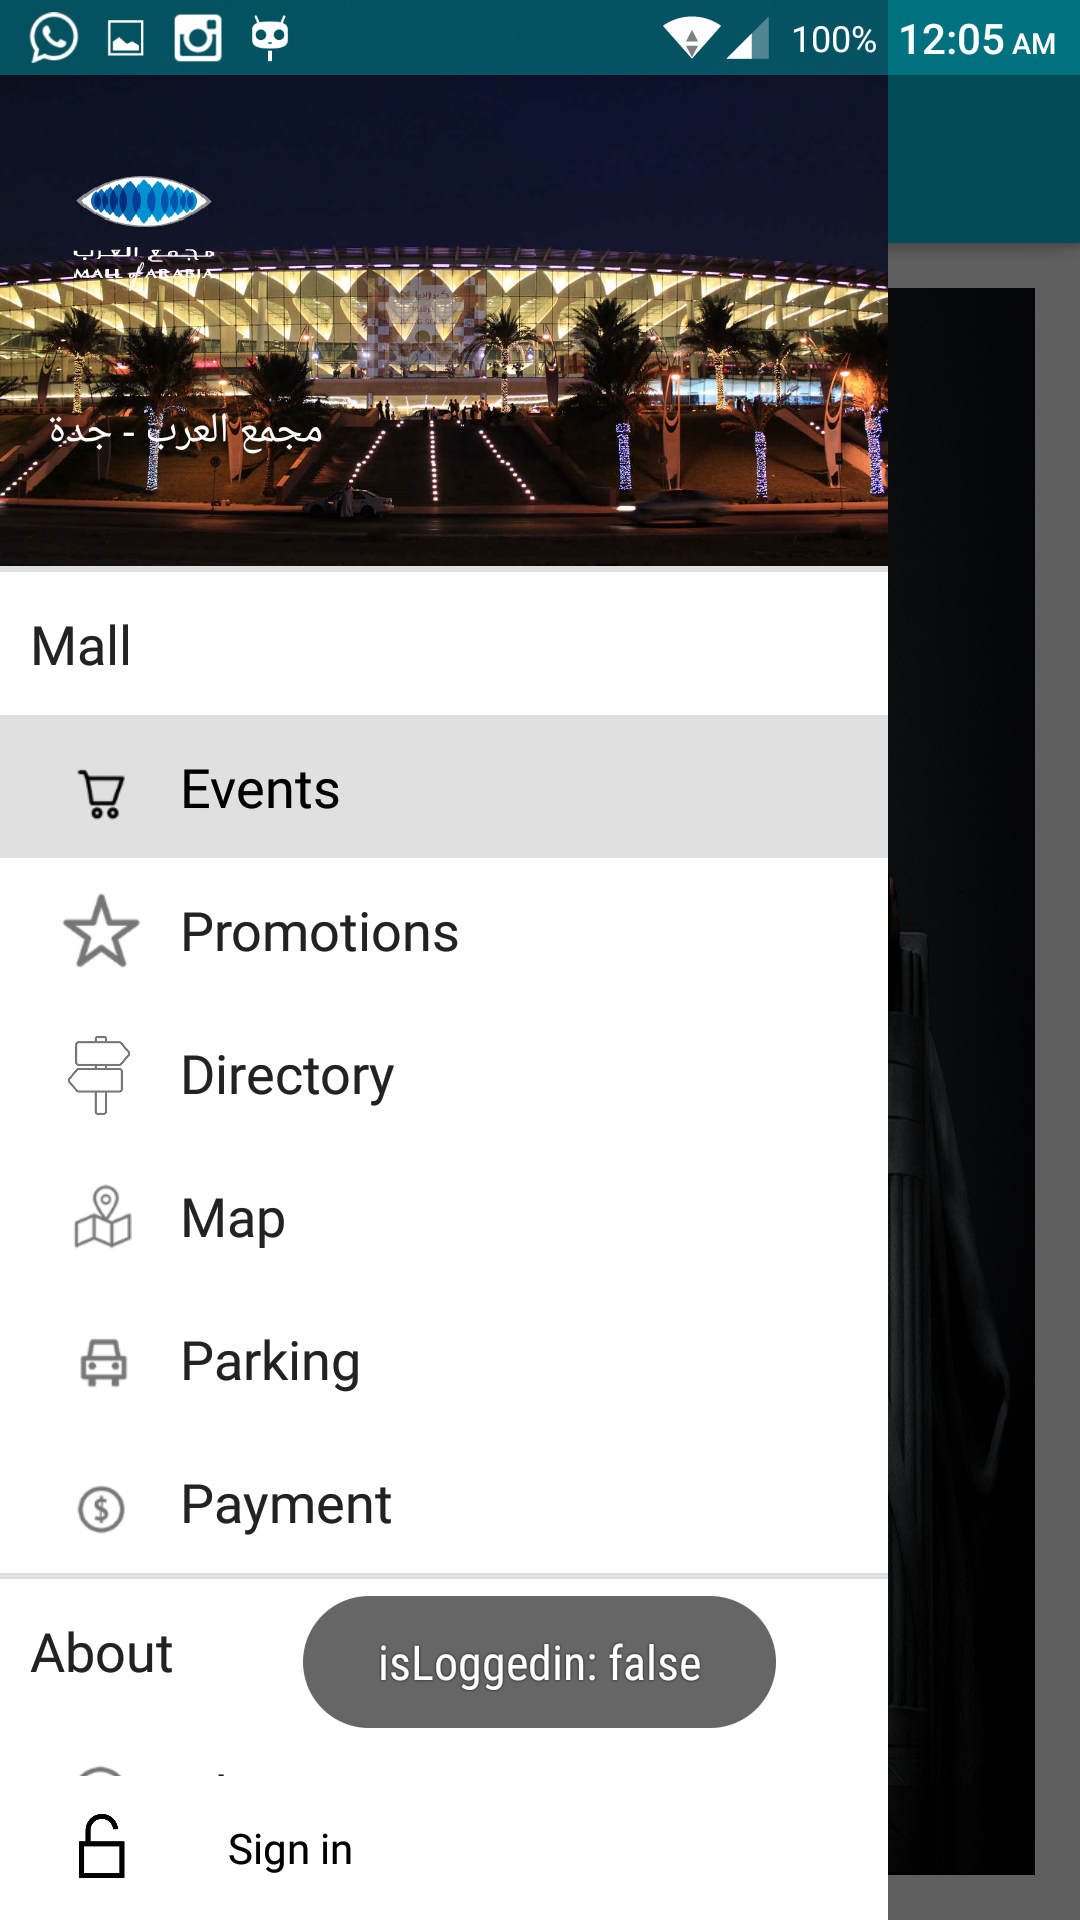 100% 12:05 AM
مجمع العرب
MALL of ARABIA
مجمع العرب - جدة
Mall
Events
Promotions
Directory
Map
Parking
Payment
About
isLoggedin: false
Sign in